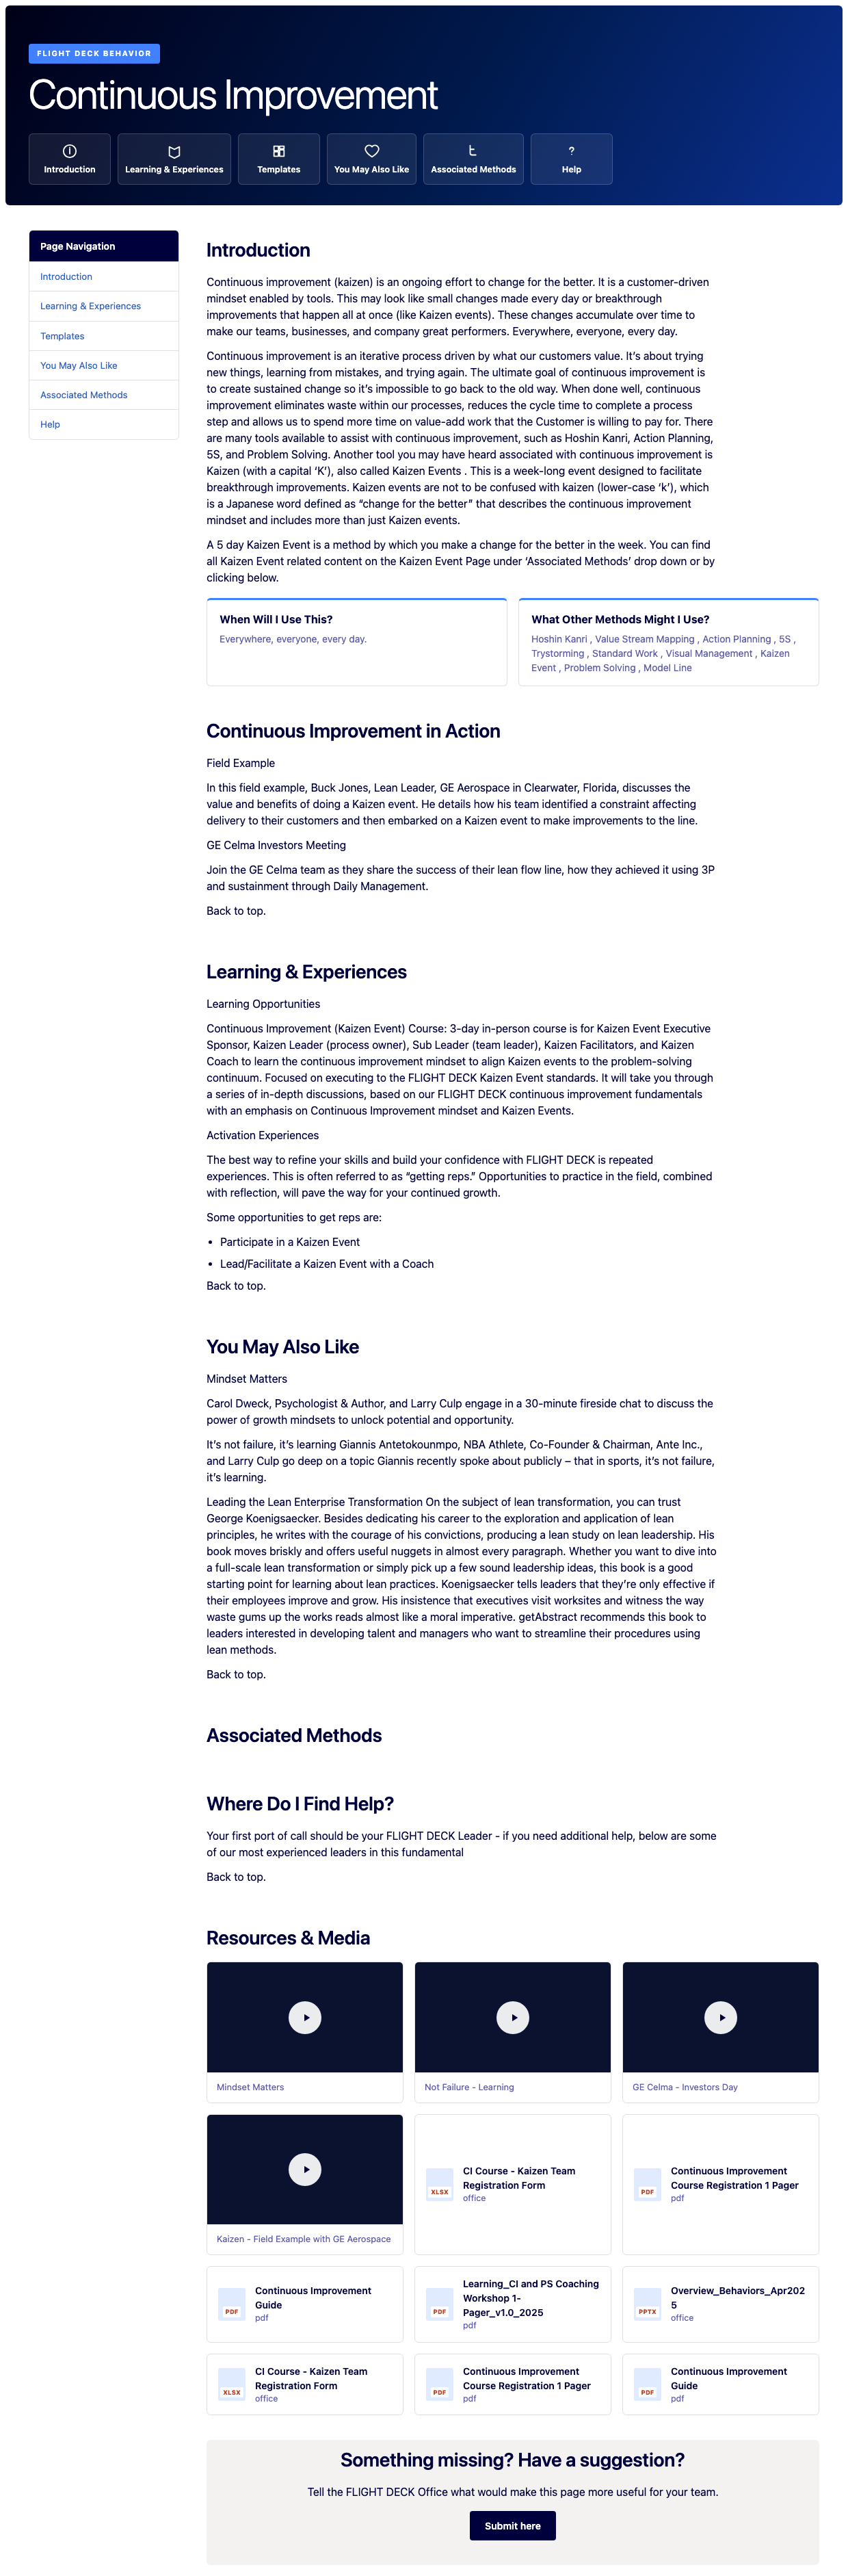 FLIGHT DECK BEHAVIOR
Continuous Improvement
Introduction
Learning & Experiences
Templates
You May Also Like
Associated Methods
? Help
Page Navigation
Introduction
Learning & Experiences
Templates
You May Also Like
Associated Methods
Help
Introduction
Continuous improvement (kaizen) is an ongoing effort to change for the better. It is a customer-driven
mindset enabled by tools. This may look like small changes made every day or breakthrough
improvements that happen all at once (like Kaizen events). These changes accumulate over time to
make our teams, businesses, and company great performers. Everywhere, everyone, every day.
Continuous improvement is an iterative process driven by what our customers value. It’s about trying
new things, learning from mistakes, and trying again. The ultimate goal of continuous improvement is
to create sustained change so it’s impossible to go back to the old way. When done well, continuous
improvement eliminates waste within our processes, reduces the cycle time to complete a process
step and allows us to spend more time on value-add work that the Customer is willing to pay for. There
are many tools available to assist with continuous improvement, such as Hoshin Kanri, Action Planning,
5S, and Problem Solving. Another tool you may have heard associated with continuous improvement is
Kaizen (with a capital ‘K’), also called Kaizen Events . This is a week-long event designed to facilitate
breakthrough improvements. Kaizen events are not to be confused with kaizen (lower-case ‘k’), which
is a Japanese word defined as “change for the better” that describes the continuous improvement
mindset and includes more than just Kaizen events.
A 5 day Kaizen Event is a method by which you make a change for the better in the week. You can find
all Kaizen Event related content on the Kaizen Event Page under ‘Associated Methods’ drop down or by
clicking below.
When Will I Use This?
Everywhere, everyone, every day.
What Other Methods Might I Use?
Hoshin Kanri , Value Stream Mapping , Action Planning , 5S ,
Trystorming , Standard Work , Visual Management , Kaizen
Event , Problem Solving , Model Line
Continuous Improvement in Action
Field Example
In this field example, Buck Jones, Lean Leader, GE Aerospace in Clearwater, Florida, discusses the
value and benefits of doing a Kaizen event. He details how his team identified a constraint affecting
delivery to their customers and then embarked on a Kaizen event to make improvements to the line.
GE Celma Investors Meeting
Join the GE Celma team as they share the success of their lean flow line, how they achieved it using 3P
and sustainment through Daily Management.
Back to top.
Learning & Experiences
Learning Opportunities
Continuous Improvement (Kaizen Event) Course: 3-day in-person course is for Kaizen Event Executive
Sponsor, Kaizen Leader (process owner), Sub Leader (team leader), Kaizen Facilitators, and Kaizen
Coach to learn the continuous improvement mindset to align Kaizen events to the problem-solving
continuum. Focused on executing to the FLIGHT DECK Kaizen Event standards. It will take you through
a series of in-depth discussions, based on our FLIGHT DECK continuous improvement fundamentals
with an emphasis on Continuous Improvement mindset and Kaizen Events.
Activation Experiences
The best way to refine your skills and build your confidence with FLIGHT DECK is repeated
experiences. This is often referred to as “getting reps.” Opportunities to practice in the field, combined
with reflection, will pave the way for your continued growth.
Some opportunities to get reps are:
• Participate in a Kaizen Event
• Lead/Facilitate a Kaizen Event with a Coach
Back to top.
You May Also Like
Mindset Matters
Carol Dweck, Psychologist & Author, and Larry Culp engage in a 30-minute fireside chat to discuss the
power of growth mindsets to unlock potential and opportunity.
It’s not failure, it’s learning Giannis Antetokounmpo, NBA Athlete, Co-Founder & Chairman, Ante Inc.,
and Larry Culp go deep on a topic Giannis recently spoke about publicly – that in sports, it’s not failure,
it’s learning.
Leading the Lean Enterprise Transformation On the subject of lean transformation, you can trust
George Koenigsaecker. Besides dedicating his career to the exploration and application of lean
principles, he writes with the courage of his convictions, producing a lean study on lean leadership. His
book moves briskly and offers useful nuggets in almost every paragraph. Whether you want to dive into
a full-scale lean transformation or simply pick up a few sound leadership ideas, this book is a good
starting point for learning about lean practices. Koenigsaecker tells leaders that they’re only effective if
their employees improve and grow. His insistence that executives visit worksites and witness the way
waste gums up the works reads almost like a moral imperative. getAbstract recommends this book to
leaders interested in developing talent and managers who want to streamline their procedures using
lean methods.
Back to top.
Associated Methods
Where Do I Find Help?
Your first port of call should be your FLIGHT DECK Leader - if you need additional help, below are some
of our most experienced leaders in this fundamental
Back to top.
Resources & Media
Mindset Matters
Not Failure - Learning
GE Celma - Investors Day
Kaizen - Field Example with GE Aerospace
XLSX
CI Course - Kaizen Team
Registration Form
office
PDF
Continuous Improvement
Course Registration 1 Pager
pdf
PDF
Continuous Improvement
Guide
pdf
PDF
Learning_CI and PS Coaching
Workshop 1-
Pager_v1.0_2025
pdf
PPTX
Overview_Behaviors_Apr202
5
office
XLSX
CI Course - Kaizen Team
Registration Form
office
PDF
Continuous Improvement
Course Registration 1 Pager
pdf
PDF
Continuous Improvement
Guide
pdf
Something missing? Have a suggestion?
Tell the FLIGHT DECK Office what would make this page more useful for your team.
Submit here